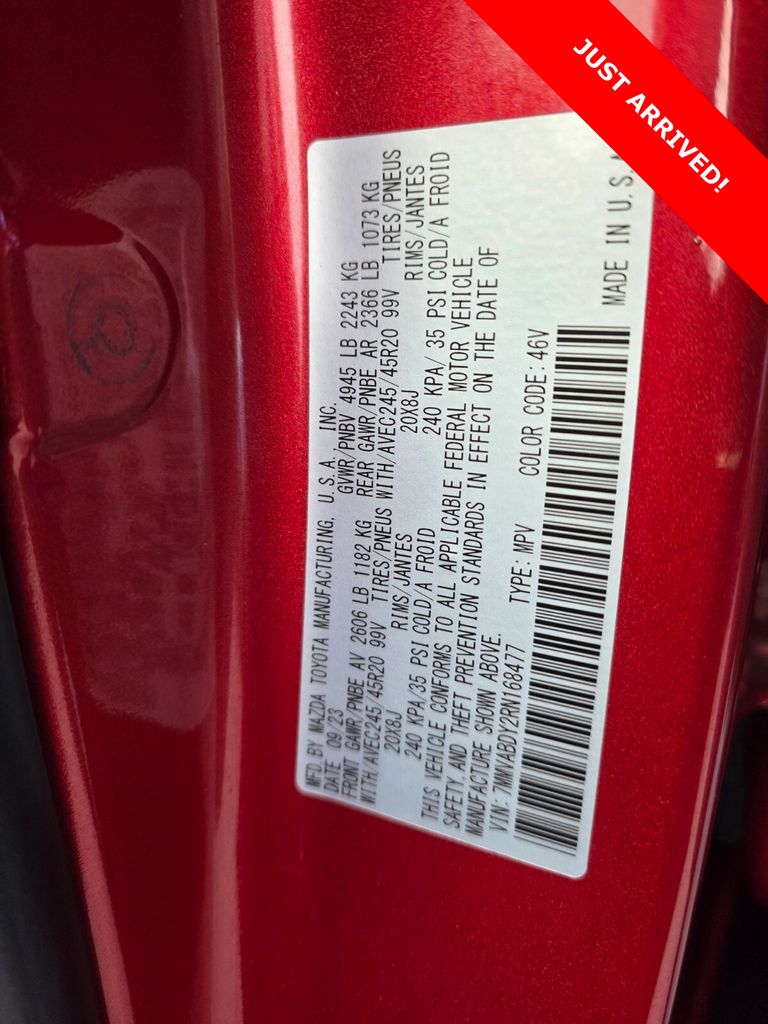 JUST ARRIVED!
MFD. BY MAZDA TOYOTA MANUFACTURING, U.S.A., INC.
DATE 09/23 GVWR/PNBV 4945 LB 2243 KG
FRONT GAWR/PNBE AV 2606 LB 1182 KG REAR GAWR/PNBE AR 2366 LB 1073 KG
WITH/AVEC245/45R20 99V TIRES/PNEUS WITH/AVEC245/45R20 99V TIRES/PNEUS
20X8J RIMS/JANTES 20X8J RIMS/JANTES
240 KPA/35 PSI COLD/A FROID 240 KPA/ 35 PSI COLD/A FROID
THIS VEHICLE CONFORMS TO ALL APPLICABLE FEDERAL MOTOR VEHICLE
SAFETY,AND THEFT PREVENTION STANDARDS IN EFFECT ON THE DATE OF
MANUFACTURE SHOWN ABOVE.
VIN: 7MMVABDY2RN168477 TYPE: MPV COLOR CODE: 46V
MADE IN U.S.A